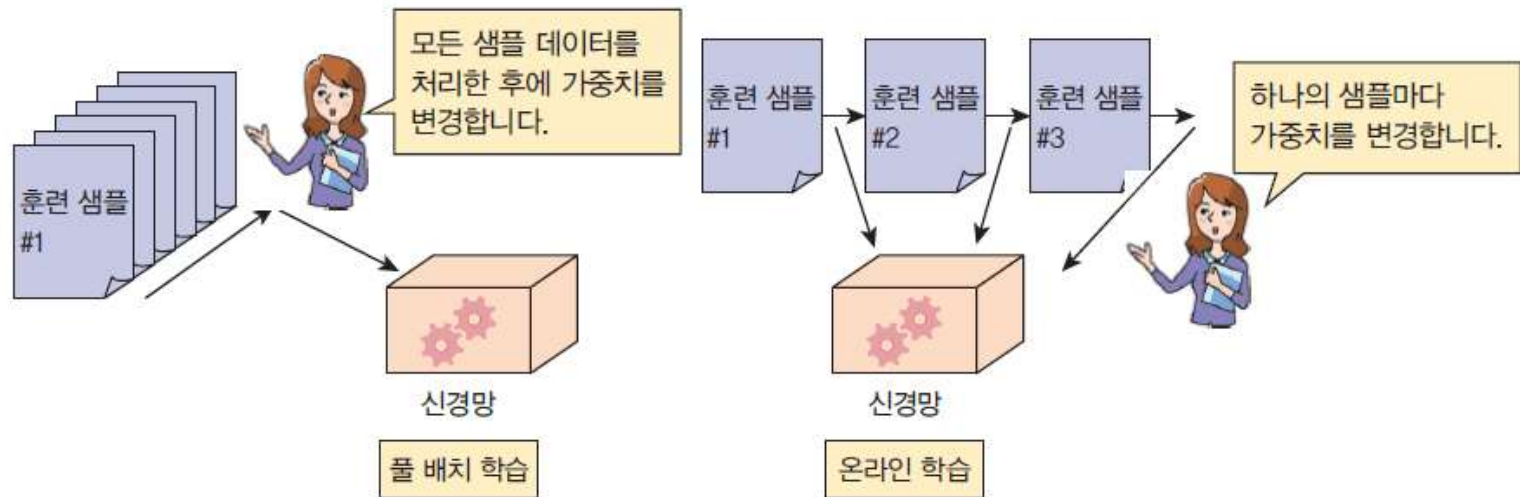 모든 샘플 데이터를
처리한 후에 가중치를
변경합니다.
훈련 샘플
#1
신경망
풀 배치 학습
훈련 샘플
#1
훈련 샘플
#2
훈련 샘플
#3
하나의 샘플마다
가중치를 변경합니다.
신경망
온라인 학습